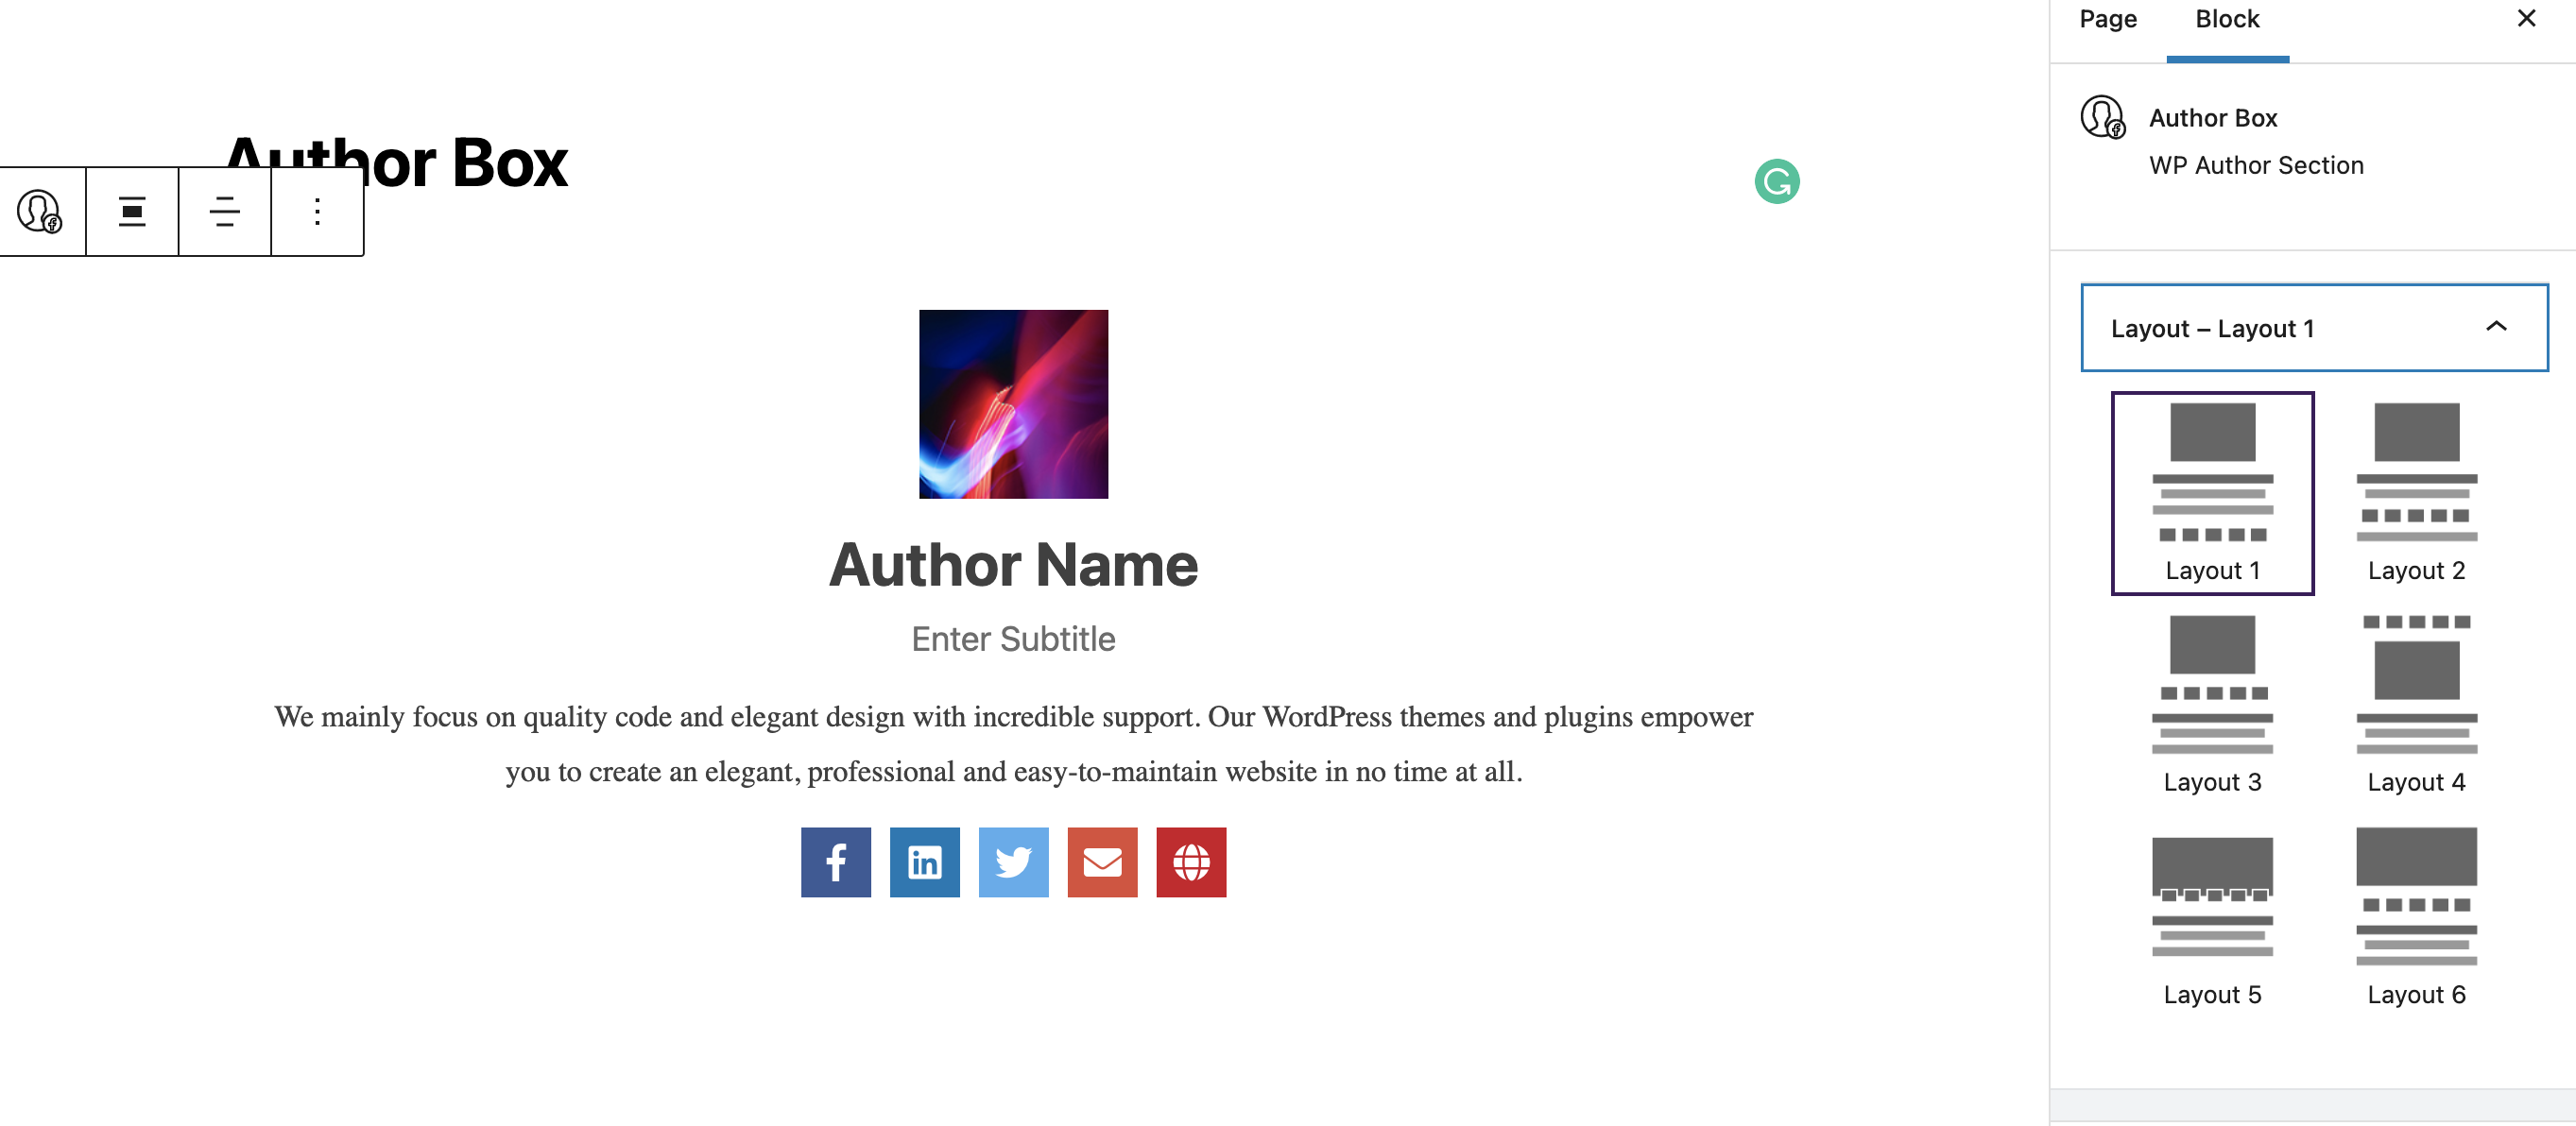 Page Block
Author Box
WP Author Section
Author Box
Layout – Layout 1
Layout 1
Layout 2
Layout 3
Layout 4
Layout 5
Layout 6
Author Name
Enter Subtitle
We mainly focus on quality code and elegant design with incredible support. Our WordPress themes and plugins empower
you to create an elegant, professional and easy-to-maintain website in no time at all.